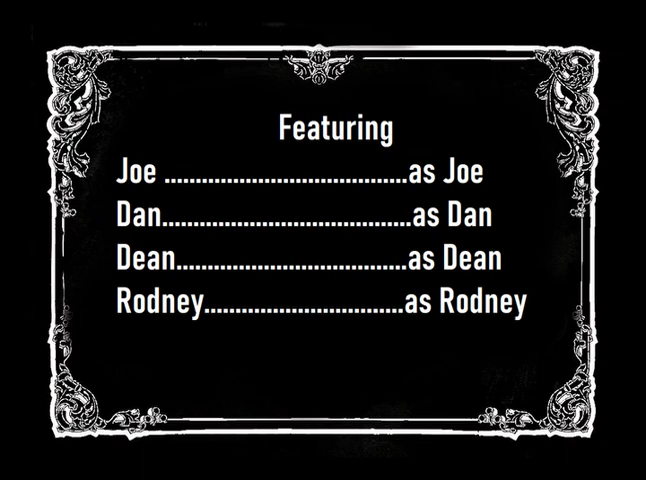 Featuring
Joe .......................................as Joe
Dan........................................as Dan
Dean.....................................as Dean
Rodney................................as Rodney